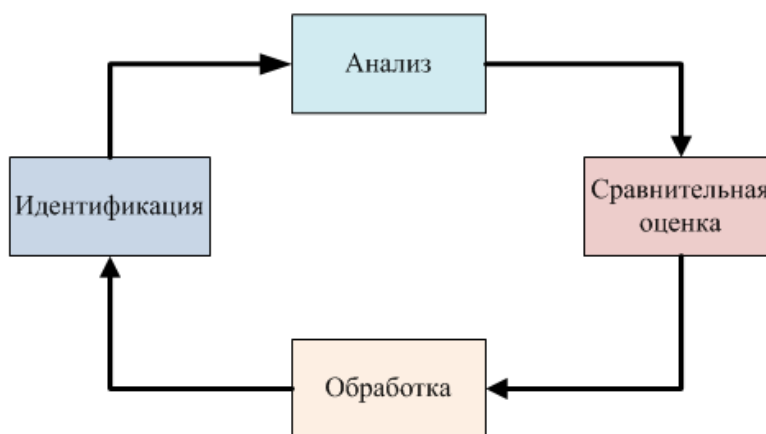 Анализ
Идентификация
Сравнительная
оценка
Обработка